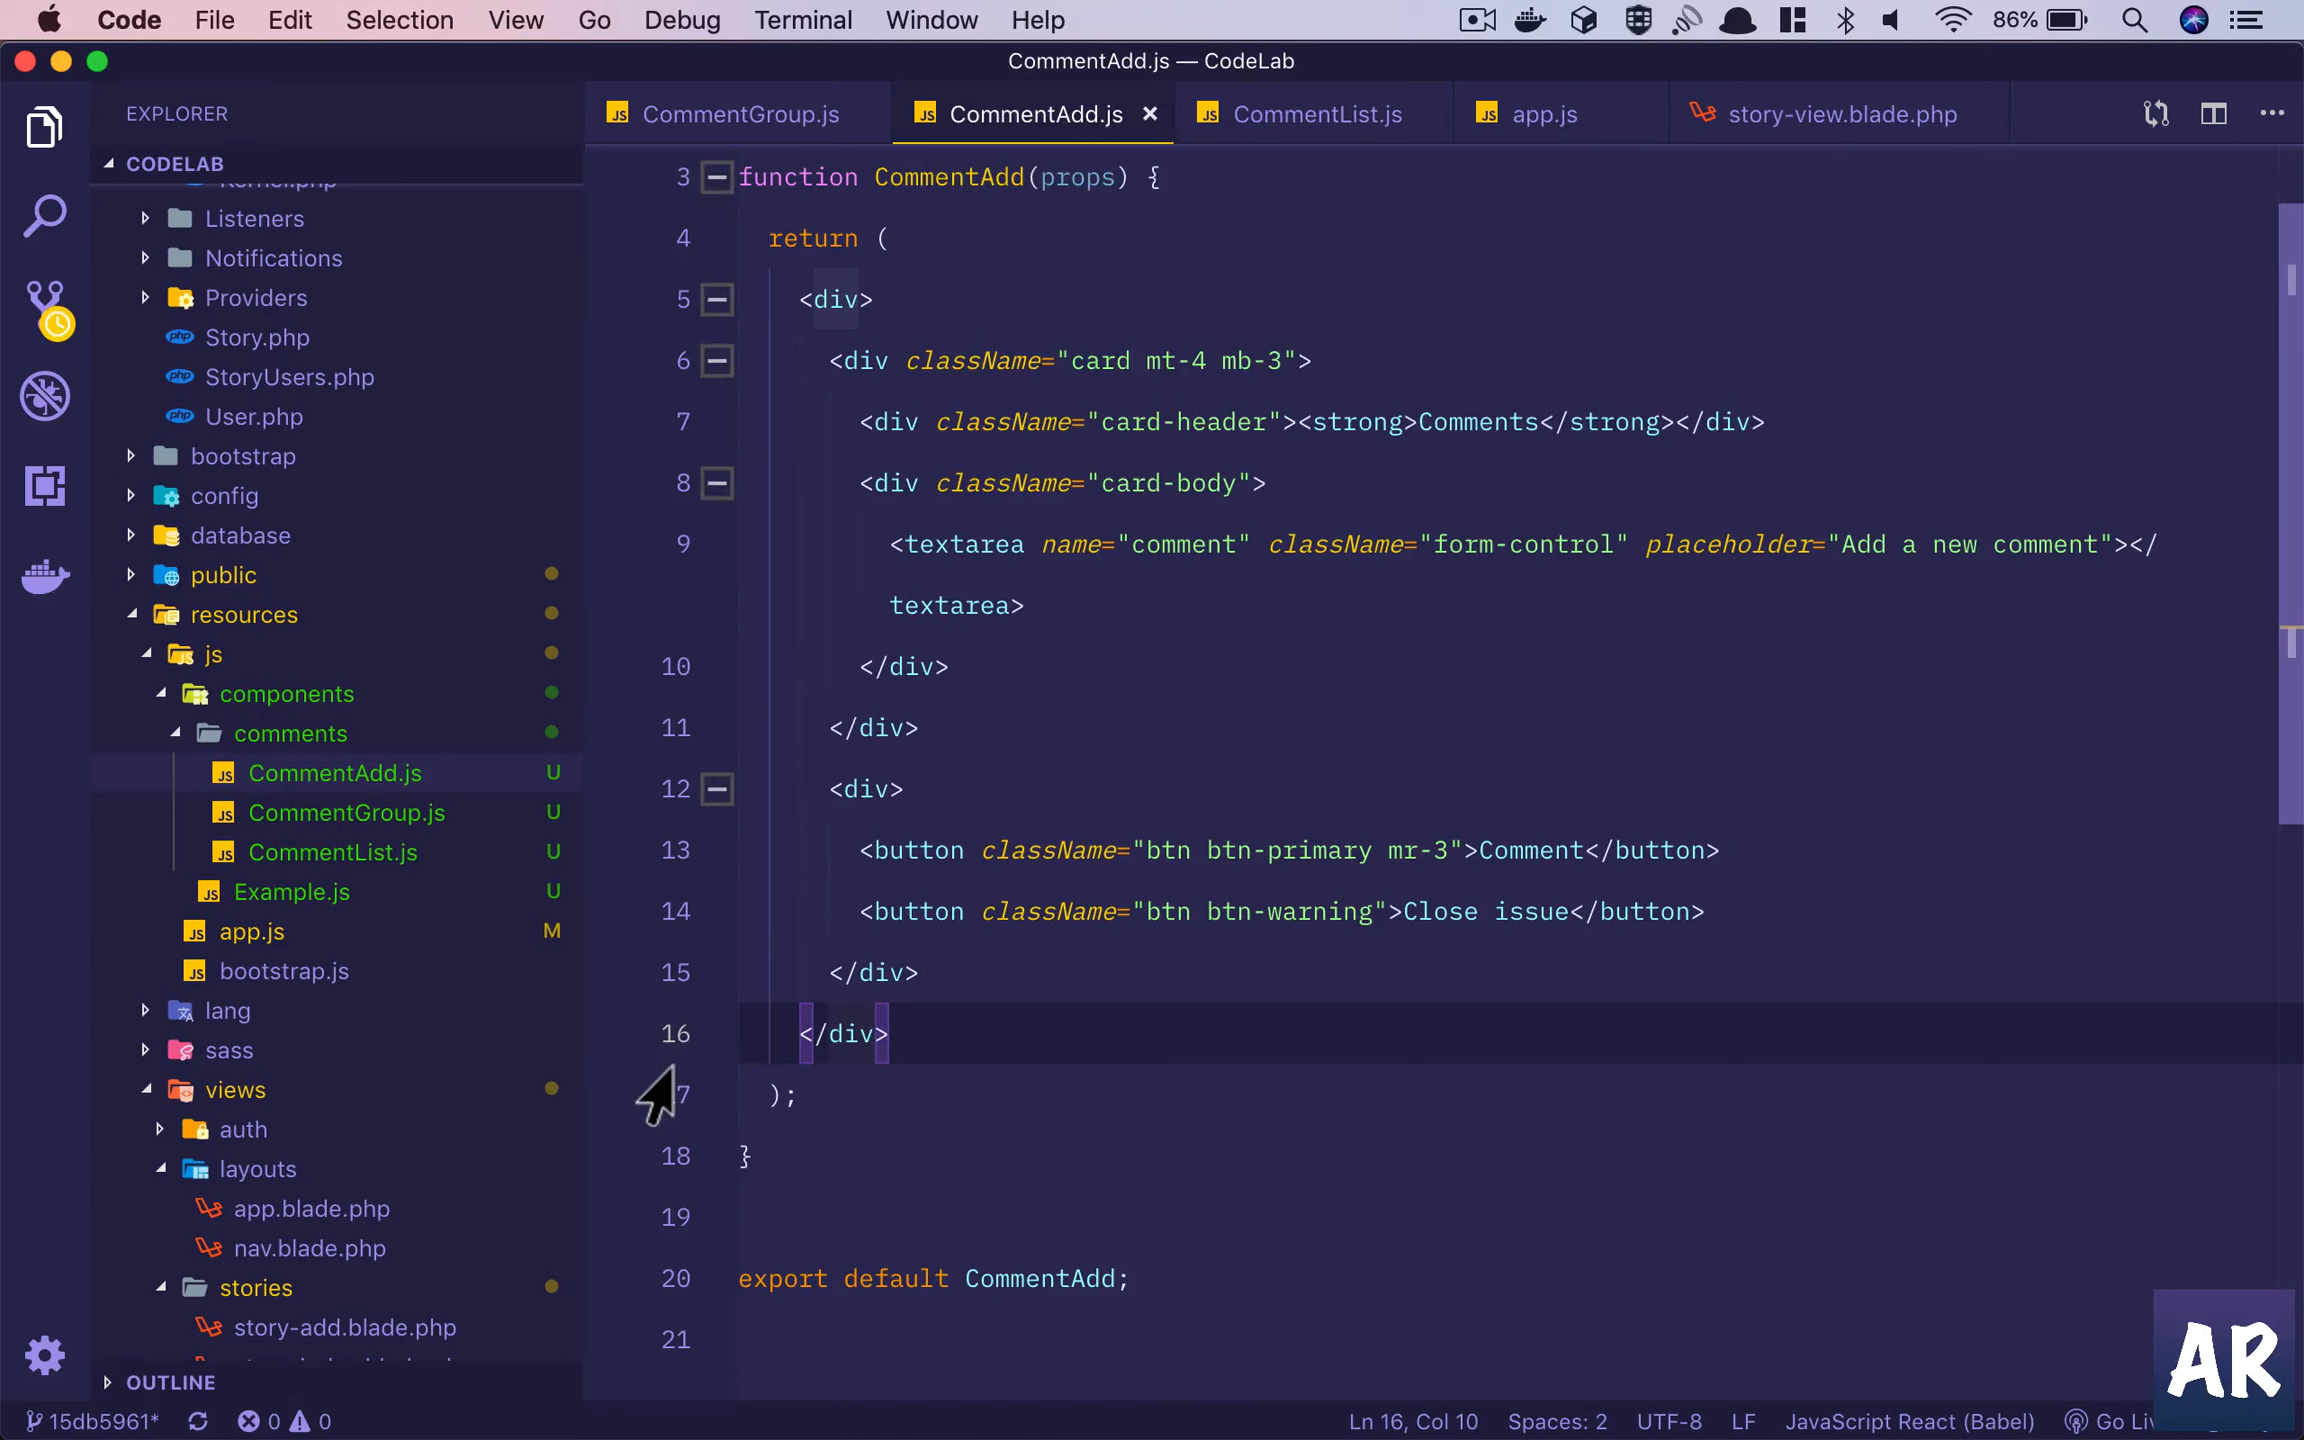 Code File Edit Selection View Go Debug Terminal Window Help 86%
CommentAdd.js — CodeLab
EXPLORER
CommentGroup.js CommentAdd.js × CommentList.js app.js story-view.blade.php
CODELAB
Kernel.php
Listeners
Notifications
Providers
Story.php
StoryUsers.php
User.php
bootstrap
config
database
public
resources
js
components
comments
CommentAdd.js U
CommentGroup.js U
CommentList.js U
Example.js U
app.js M
bootstrap.js
lang
sass
views
auth
layouts
app.blade.php
nav.blade.php
stories
story-add.blade.php
OUTLINE
3 function CommentAdd(props) {
4 return (
5 <div>
6 <div className="card mt-4 mb-3">
7 <div className="card-header"><strong>Comments</strong></div>
8 <div className="card-body">
9 <textarea name="comment" className="form-control" placeholder="Add a new comment"></
textarea>
10 </div>
11 </div>
12 <div>
13 <button className="btn btn-primary mr-3">Comment</button>
14 <button className="btn btn-warning">Close issue</button>
15 </div>
16 </div>
7 );
18 }
19
20 export default CommentAdd;
21
AR
15db5961* 0 0 Ln 16, Col 10 Spaces: 2 UTF-8 LF JavaScript React (Babel) Go Li